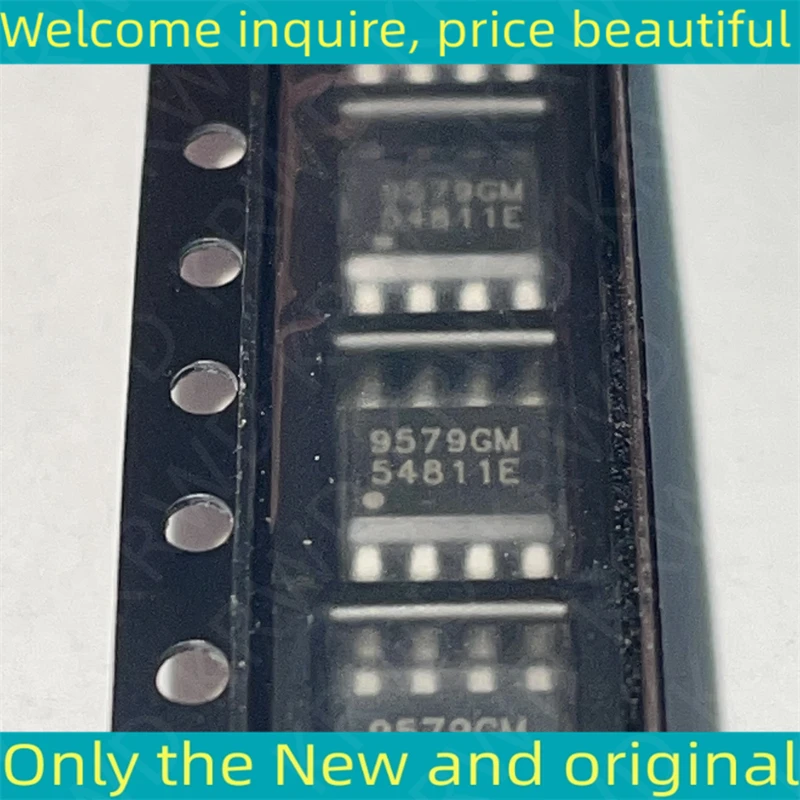 Welcome inquire, price beautiful
9579GM
54811E
9579GM
54811E
9579GM
Only the New and original